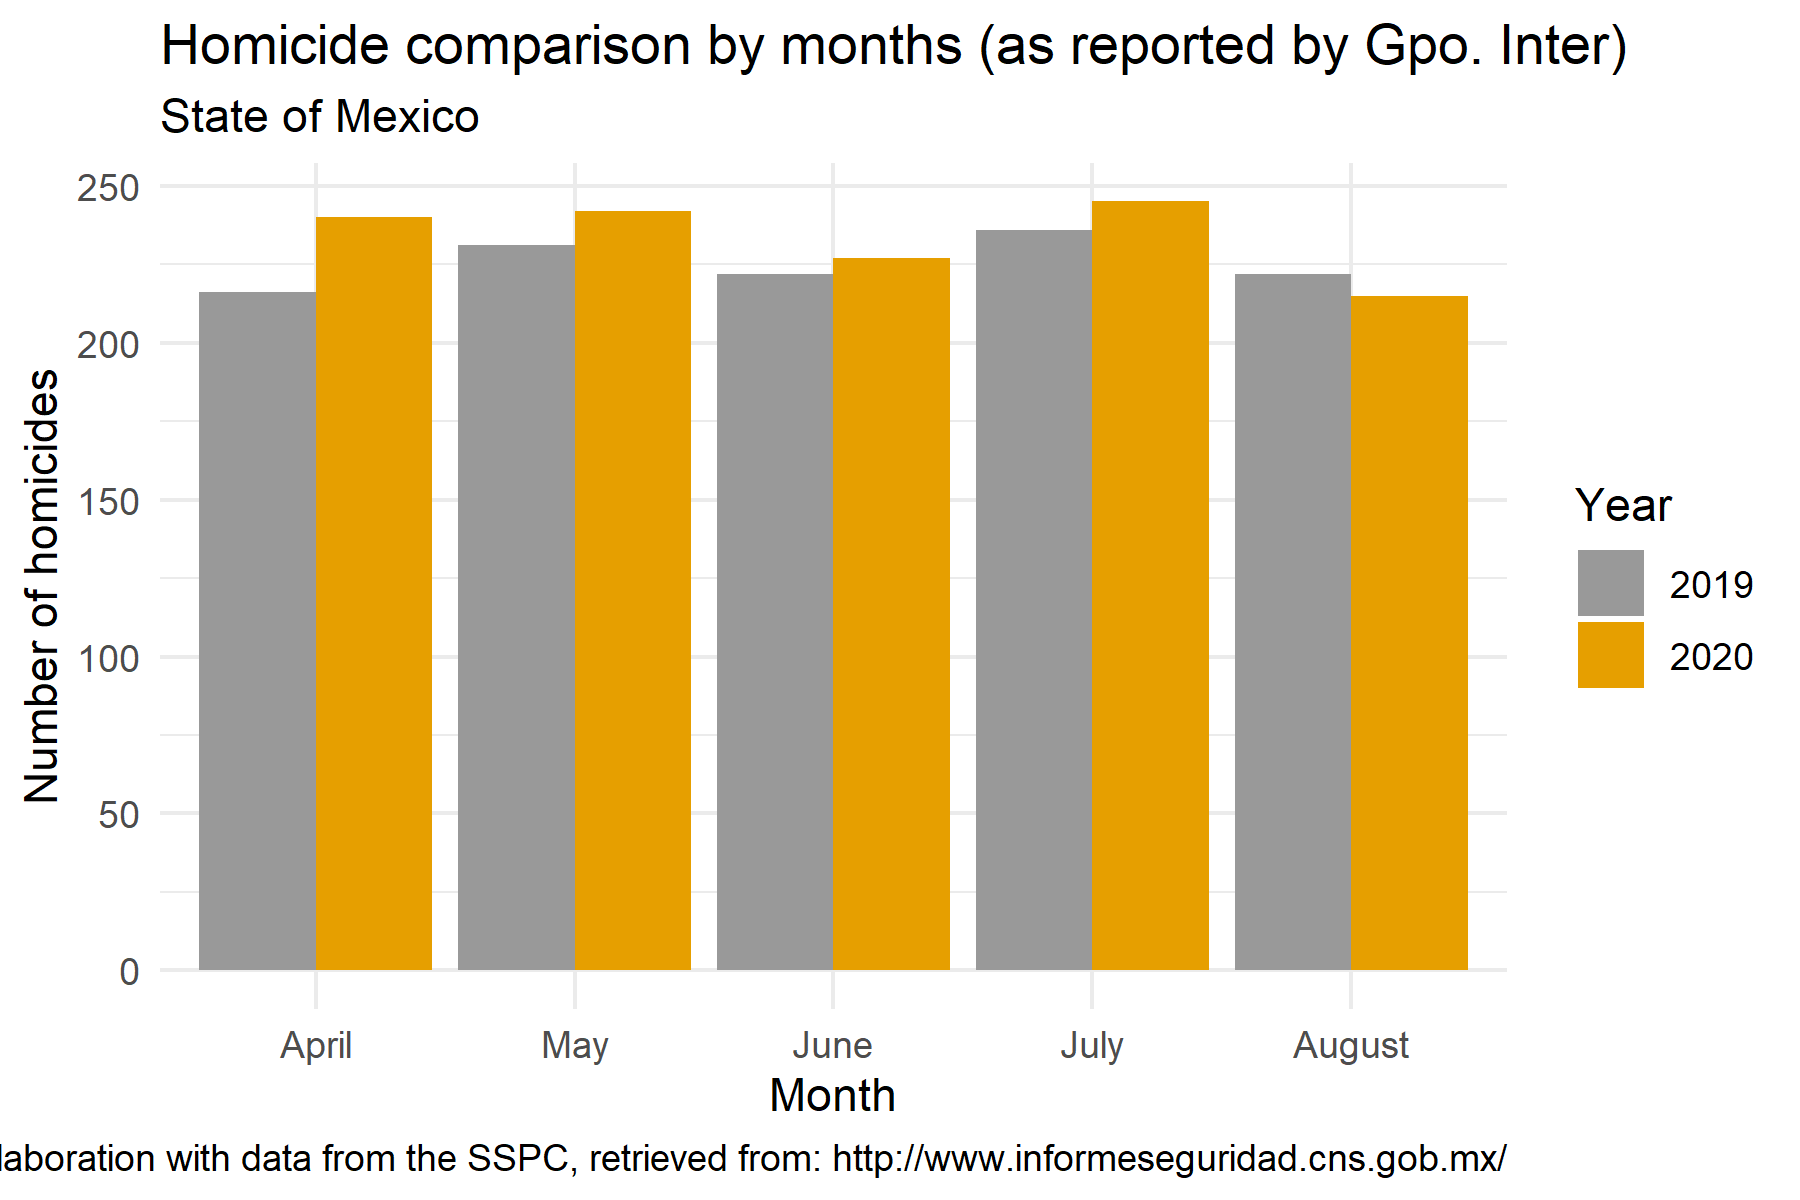 Homicide comparison by months (as reported by Gpo. Inter)
State of Mexico
250
200
150
100
50
0
Number of homicides
April May June July August
Month
Year
2019
2020
laboration with data from the SSPC, retrieved from: http://www.informeseguridad.cns.gob.mx/